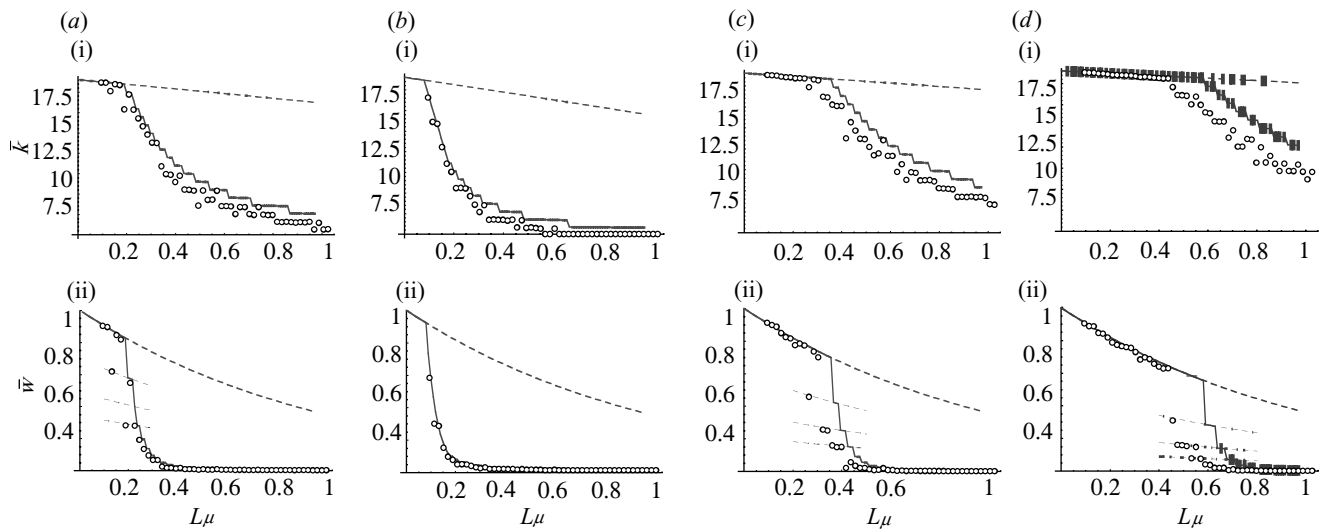 (a) (b) (c) (d)
(i) (i) (i) (i)
17.5 17.5 17.5 17.5
15 15 15 15
k̄ 12.5 12.5 12.5 12.5
10 10 10 10
7.5 7.5 7.5 7.5
0.2 0.4 0.6 0.8 1 0.2 0.4 0.6 0.8 1 0.2 0.4 0.6 0.8 1 0.2 0.4 0.6 0.8 1
(ii) (ii) (ii) (ii)
1 1 1 1
0.8 0.8 0.8 0.8
w̄ 0.6 0.6 0.6 0.6
0.4 0.4 0.4 0.4
0.2 0.4 0.6 0.8 1 0.2 0.4 0.6 0.8 1 0.2 0.4 0.6 0.8 1 0.2 0.4 0.6 0.8 1
Lμ Lμ Lμ Lμ